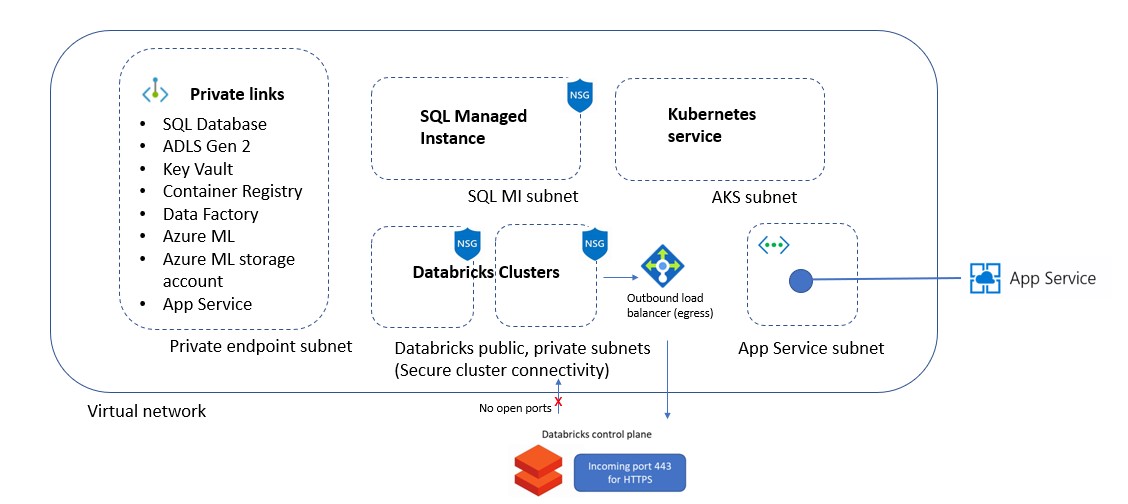 Private links
• SQL Database
• ADLS Gen 2
• Key Vault
• Container Registry
• Data Factory
• Azure ML
• Azure ML storage
account
• App Service
Private endpoint subnet
NSG
SQL Managed
Instance
SQL MI subnet
Kubernetes
service
AKS subnet
NSG
NSG
Databricks Clusters
Databricks public, private subnets
(Secure cluster connectivity)
Outbound load
balancer (egress)
App Service subnet
App Service
Virtual network
No open ports
X
Databricks control plane
Incoming port 443
for HTTPS